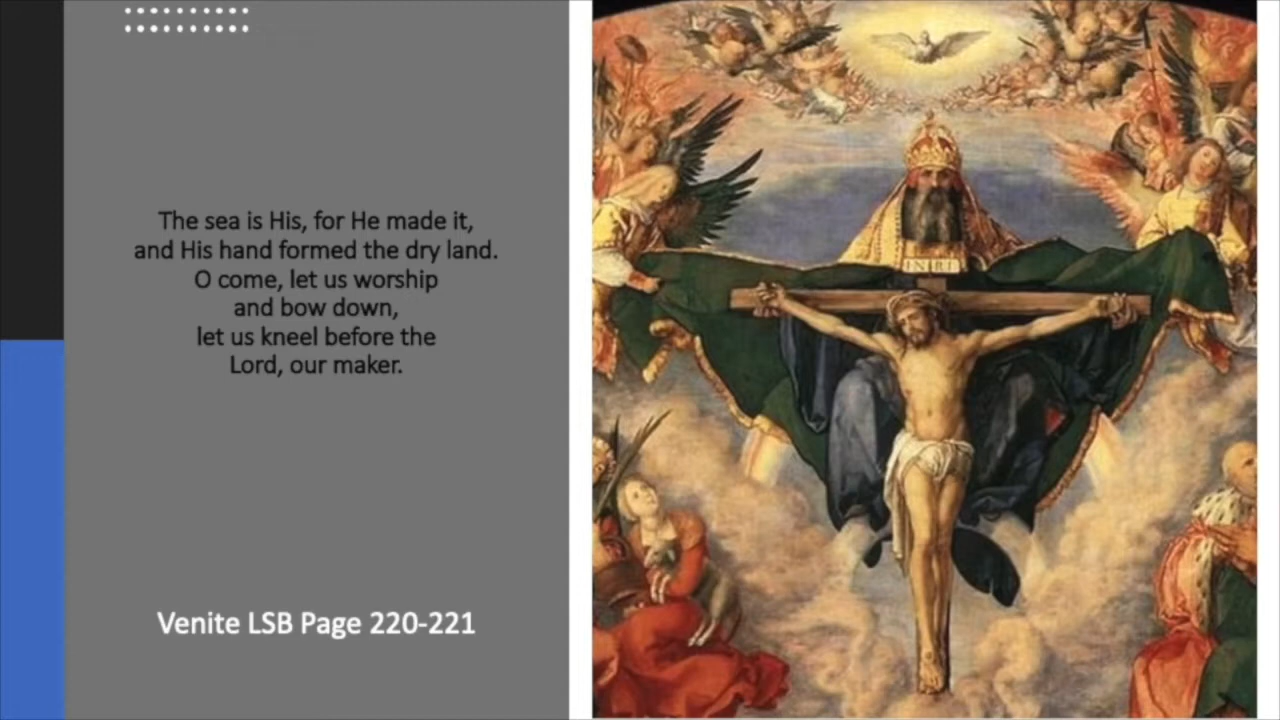 The sea is His, for He made it,
and His hand formed the dry land.
O come, let us worship
and bow down,
let us kneel before the
Lord, our maker.
Venite LSB Page 220-221
I·N·R·I